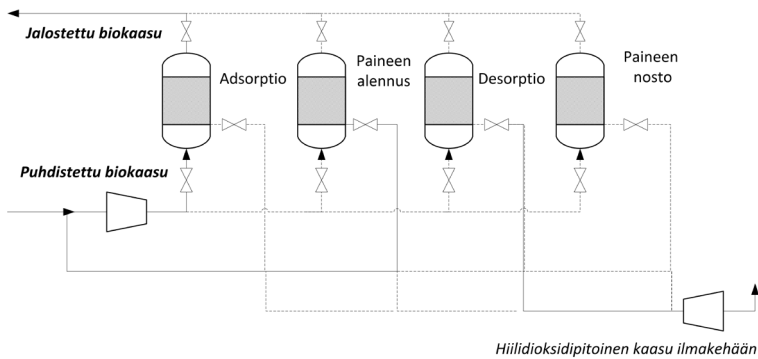 Jalostettu biokaasu
Adsorptio
Paineen
alennus
Desorptio
Paineen
nosto
Puhdistettu biokaasu
Hiilidioksidipitoinen kaasu ilmakehään